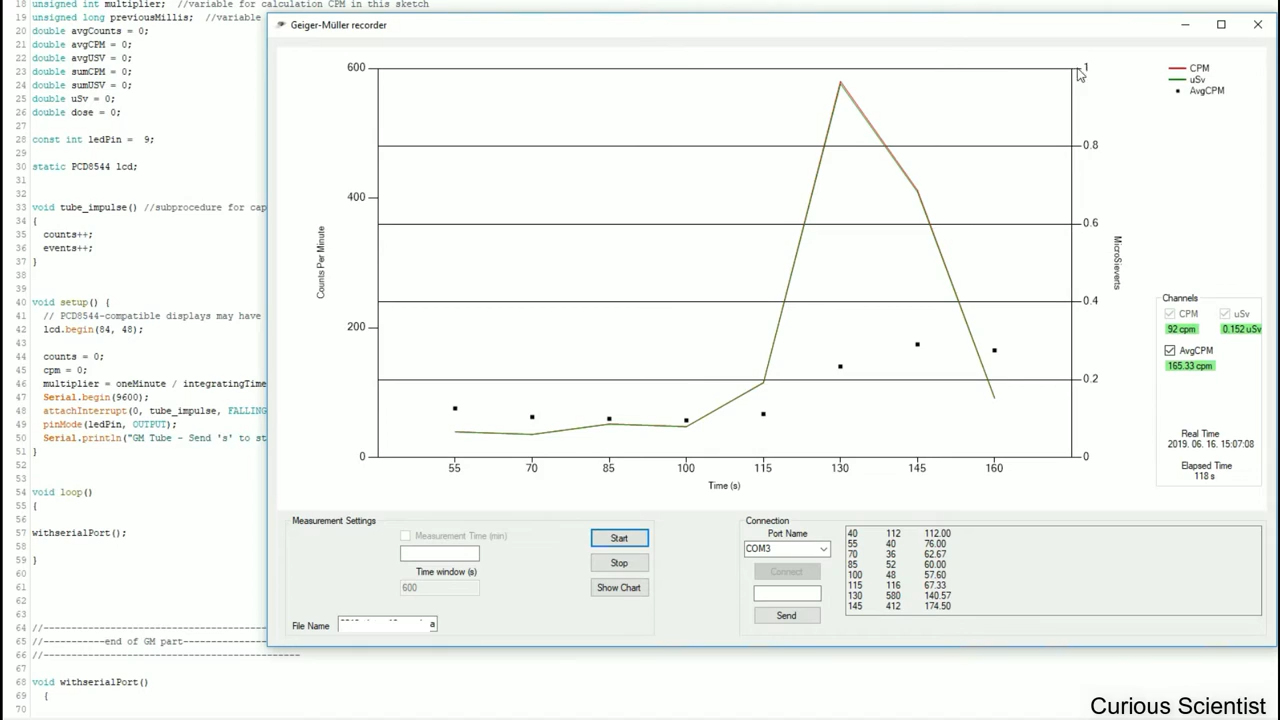 18 unsigned int multiplier;  //variable for calculation CPM in this sketch
19 unsigned long previousMillis;  //variable
20 double avgCounts = 0;
21 double avgCPM = 0;
22 double avgUSV = 0;
23 double sumCPM = 0;
24 double sumUSV = 0;
25 double uSv = 0;
26 double dose = 0;
27
28 const int ledPin =  9;
29
30 static PCD8544 lcd;
31
32
33 void tube_impulse() //subprocedure for cap
34 {
35   counts++;
36   events++;
37 }
38
39
40 void setup() {
41   // PCD8544-compatible displays may have
42   lcd.begin(84, 48);
43
44   counts = 0;
45   cpm = 0;
46   multiplier = oneMinute / integratingTime
47   Serial.begin(9600);
48   attachInterrupt(0, tube_impulse, FALLING
49   pinMode(ledPin, OUTPUT);
50   Serial.println("GM Tube - Send 's' to st
51 }
52
53
54 void loop()
55 {
56
57 withserialPort();
58
59 }
60
61
62
63
64 //-----------------------------------------
65 //-----------end of GM part----------------
66 //-----------------------------------------
67
68 void withserialPort()
69   {
70
Geiger-Müller recorder
600
400
200
0
Counts Per Minute
55 70 85 100 115 130 145 160
Time (s)
1
0.8
0.6
0.4
0.2
0
MicroSieverts
CPM
uSv
AvgCPM
Channels
CPM uSv
92 cpm 0.152 uSv
AvgCPM
165.33 cpm
Real Time
2019. 06. 16. 15:07:08
Elapsed Time
118 s
Measurement Settings
Measurement Time (min)
Time window (s)
600
File Name
Start
Stop
Show Chart
Connection
Port Name
COM3
Connect
Send
40 112 112.00
55 40 76.00
70 36 62.67
85 52 60.00
100 48 57.60
115 116 67.33
130 580 140.57
145 412 174.50
Curious Scientist